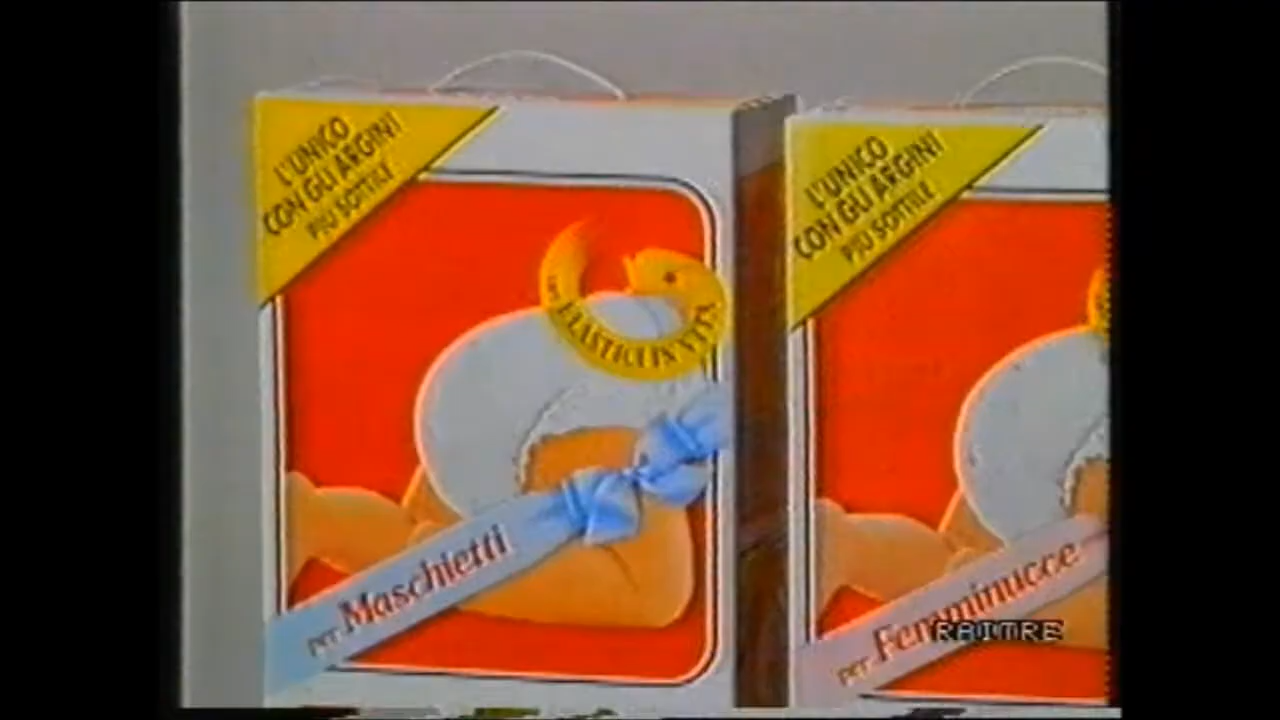 L'UNICO
CON GLI ARGINI
PIÙ SOTTILE
ELASTICI IN VITA
per Maschietti
L'UNICO
CON GLI ARGINI
PIÙ SOTTILE
per Femminucce
RAITRE